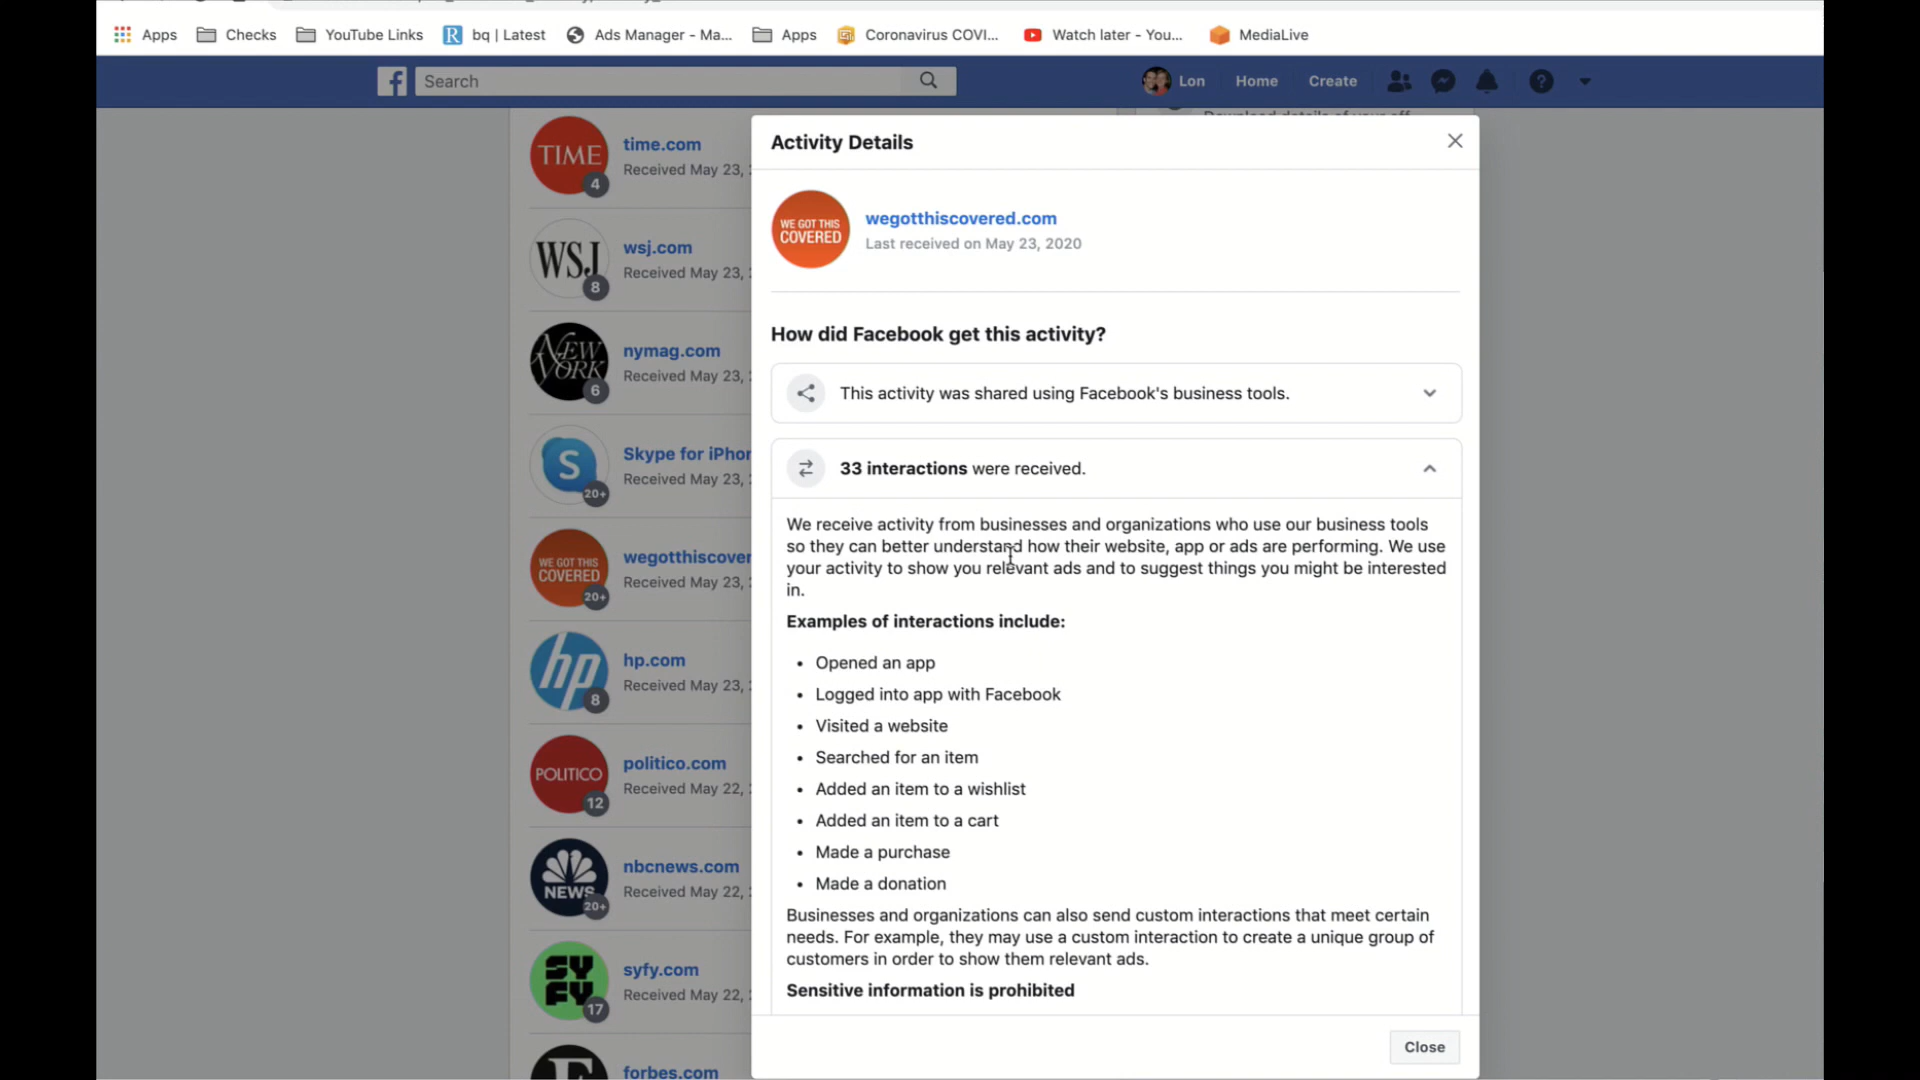 Apps Checks YouTube Links bq | Latest Ads Manager - Ma... Apps Coronavirus COVI... Watch later - You... MediaLive
Search
Lon Home Create
TIME
4
time.com
Received May 23,
WSJ
8
wsj.com
Received May 23,
NEW YORK
6
nymag.com
Received May 23,
S
20+
Skype for iPhon
Received May 23,
WE GOT THIS
COVERED
20+
wegotthiscover
Received May 23,
hp
8
hp.com
Received May 23,
POLITICO
12
politico.com
Received May 22,
NEWS
20+
nbcnews.com
Received May 22,
SY
FY
17
syfy.com
Received May 22,
F
forbes.com
Activity Details
WE GOT THIS
COVERED
wegotthiscovered.com
Last received on May 23, 2020
How did Facebook get this activity?
This activity was shared using Facebook's business tools.
33 interactions were received.
We receive activity from businesses and organizations who use our business tools
so they can better understand how their website, app or ads are performing. We use
your activity to show you relevant ads and to suggest things you might be interested
in.
Examples of interactions include:
• Opened an app
• Logged into app with Facebook
• Visited a website
• Searched for an item
• Added an item to a wishlist
• Added an item to a cart
• Made a purchase
• Made a donation
Businesses and organizations can also send custom interactions that meet certain
needs. For example, they may use a custom interaction to create a unique group of
customers in order to show them relevant ads.
Sensitive information is prohibited
Close